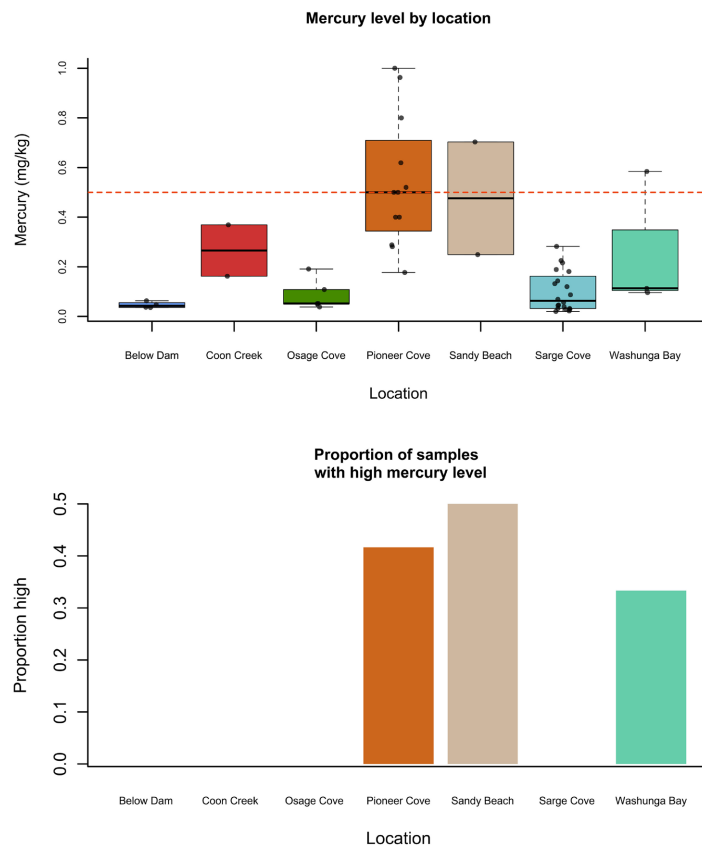 Mercury level by location
Mercury (mg/kg)
1.0
0.8
0.6
0.4
0.2
0.0
Below Dam Coon Creek Osage Cove Pioneer Cove Sandy Beach Sarge Cove Washunga Bay
Location
Proportion of samples
with high mercury level
Proportion high
0.5
0.4
0.3
0.2
0.1
0.0
Below Dam Coon Creek Osage Cove Pioneer Cove Sandy Beach Sarge Cove Washunga Bay
Location